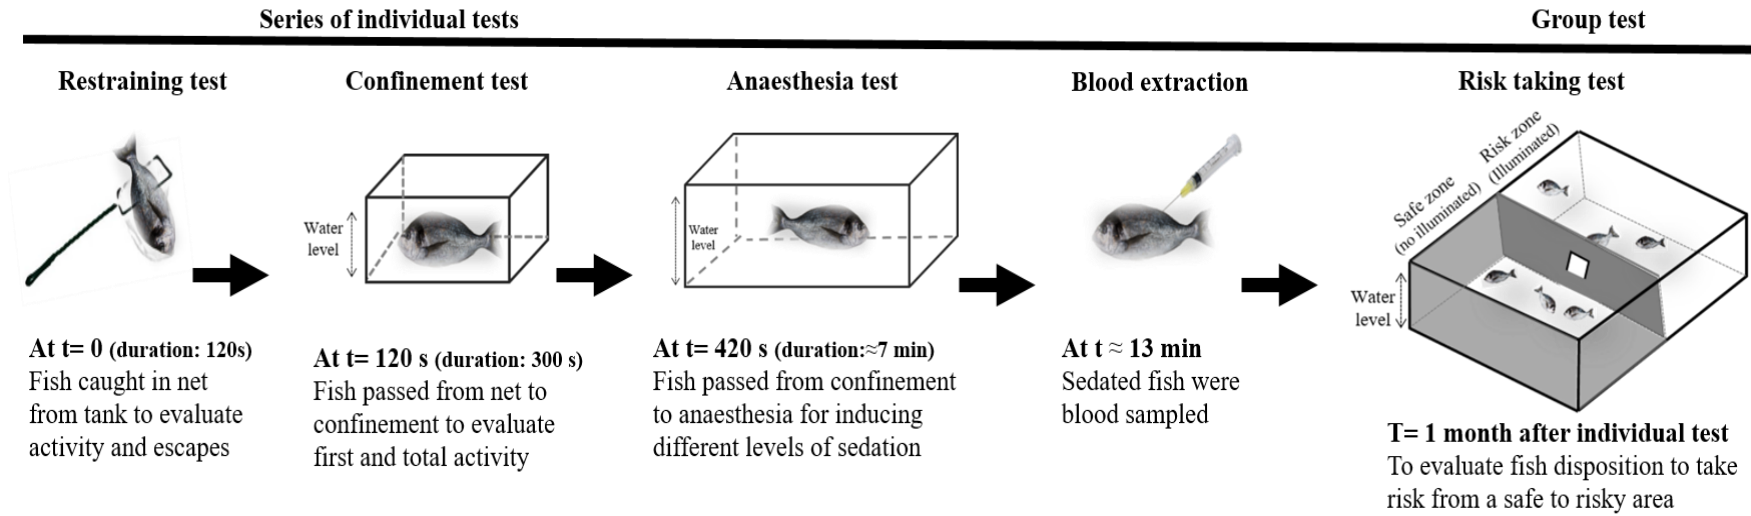 Series of individual tests
Group test
Restraining test
Confinement test
Anaesthesia test
Blood extraction
Risk taking test
Water
level
Water
level
Safe zone
(no illuminated)
Risk zone
(Illuminated)
Water
level
At t= 0 (duration: 120s)
Fish caught in net
from tank to evaluate
activity and escapes
At t= 120 s (duration: 300 s)
Fish passed from net to
confinement to evaluate
first and total activity
At t= 420 s (duration:≈7 min)
Fish passed from confinement
to anaesthesia for inducing
different levels of sedation
At t ≈ 13 min
Sedated fish were
blood sampled
T= 1 month after individual test
To evaluate fish disposition to take
risk from a safe to risky area